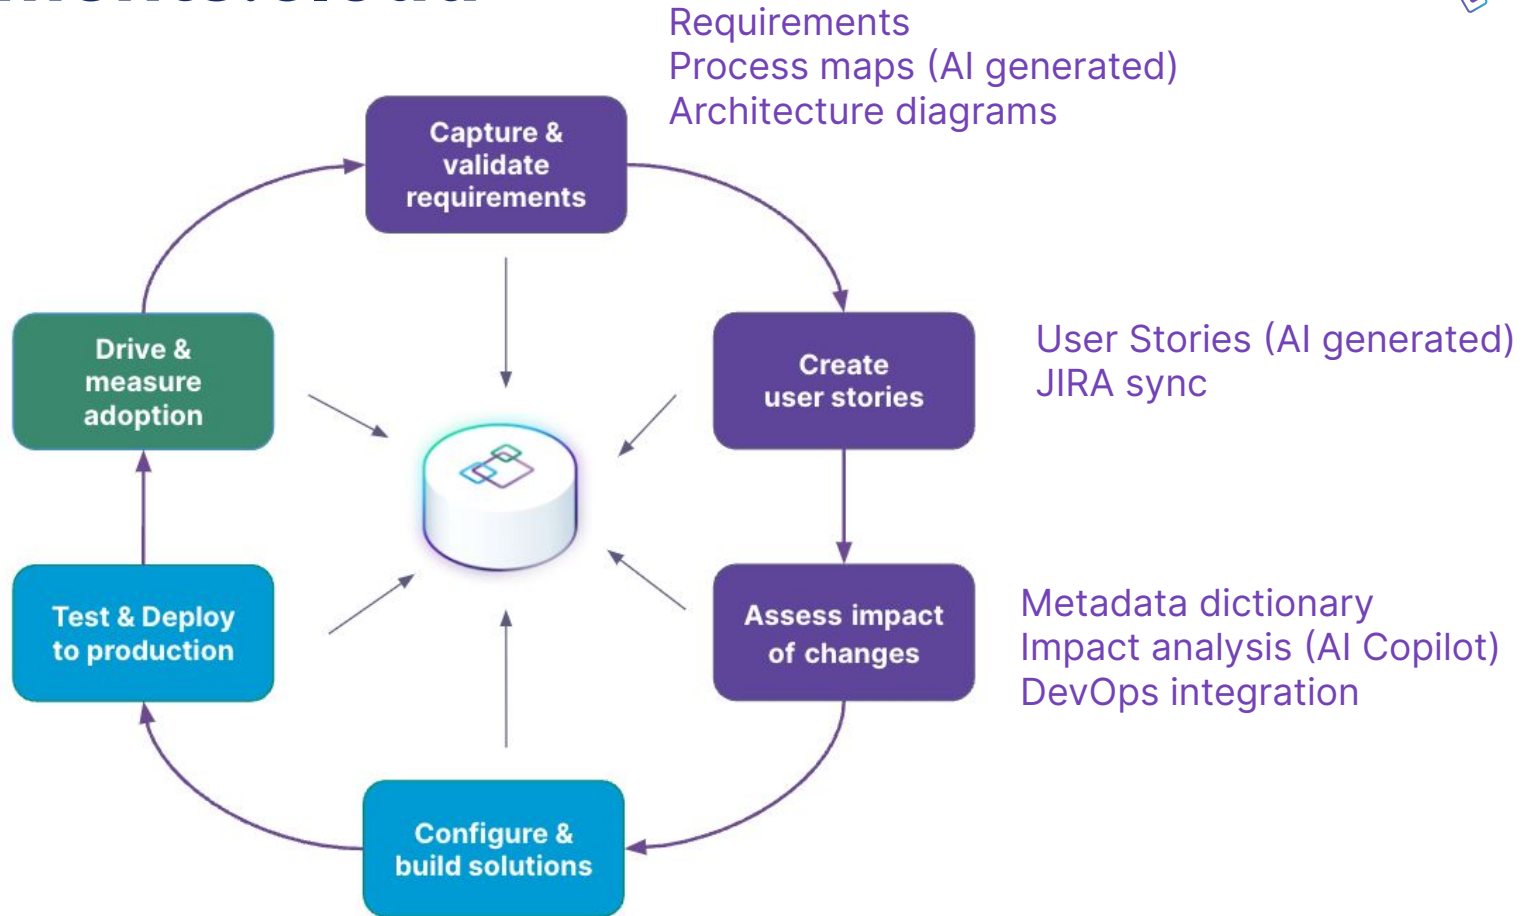 Requirements
Process maps (AI generated)
Architecture diagrams
Capture &
validate
requirements
Drive &
measure
adoption
Create
user stories
User Stories (AI generated)
JIRA sync
Test & Deploy
to production
Assess impact
of changes
Metadata dictionary
Impact analysis (AI Copilot)
DevOps integration
Configure &
build solutions